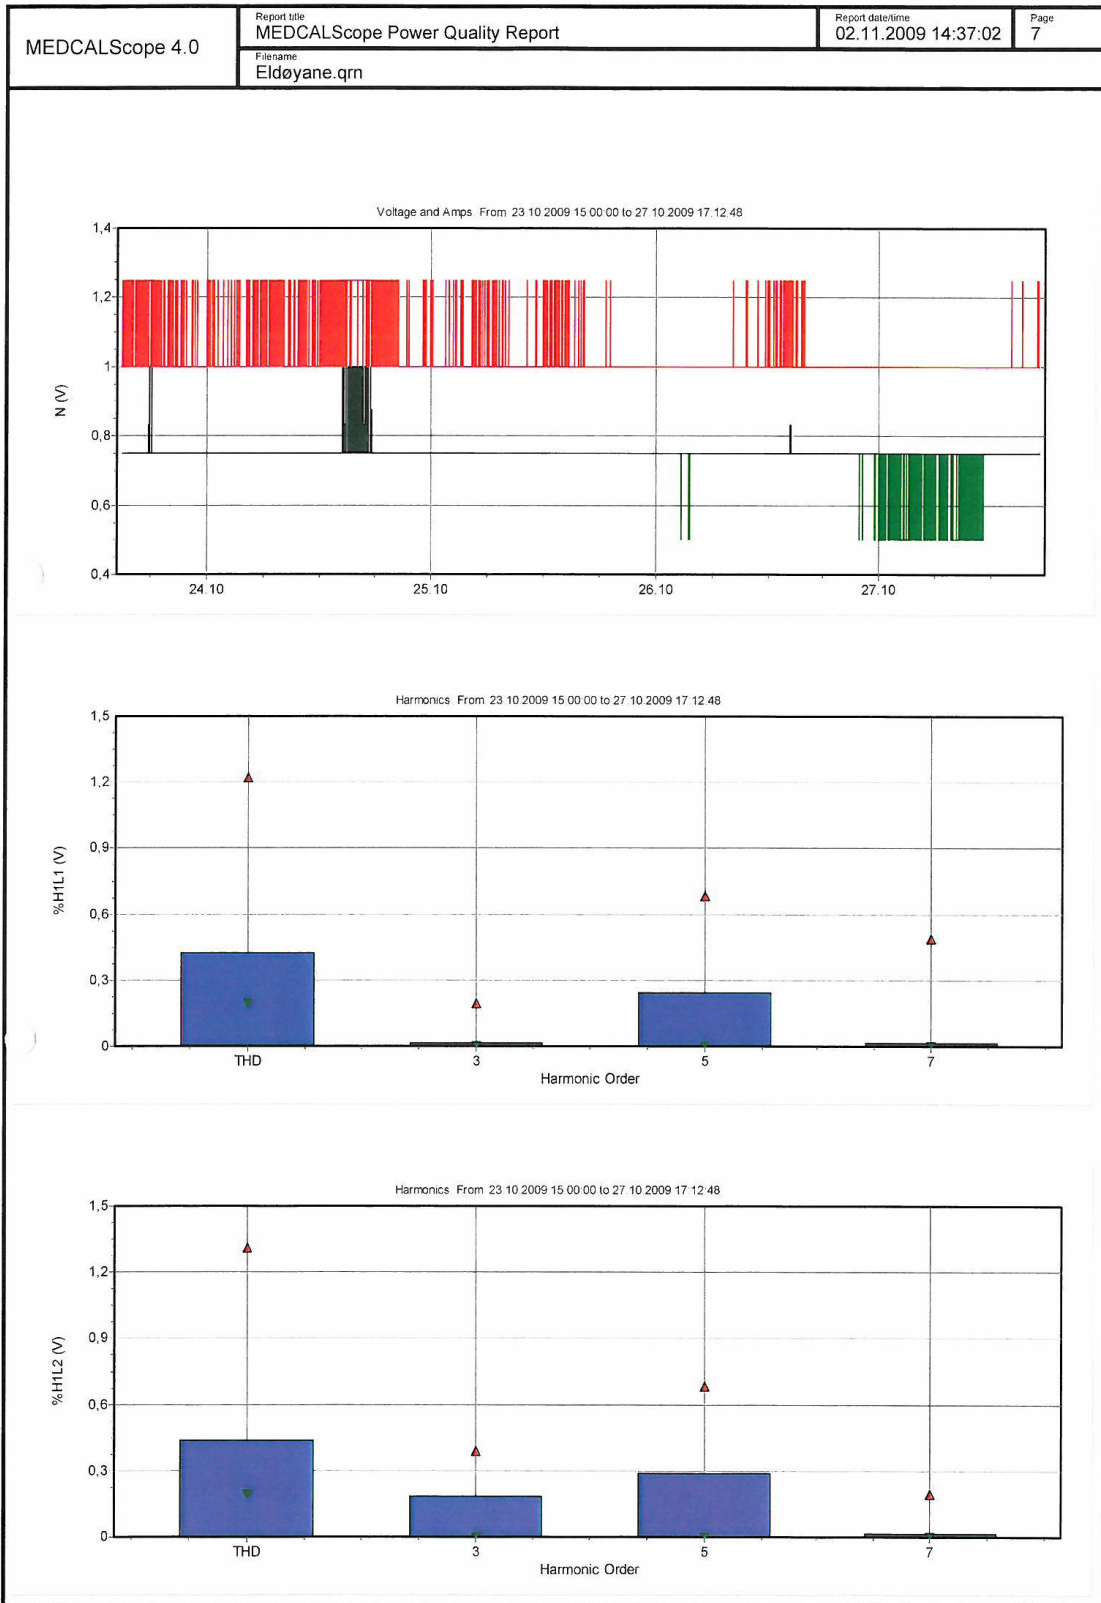 MEDCALScope 4.0
Report title
MEDCALScope Power Quality Report
Report date/time
02.11.2009 14:37:02
Page
7
Filename
Eldøyane.qrn
Voltage and Amps From 23 10 2009 15 00:00 to 27 10 2009 17:12:48
N (V)
1,4
1,2
1
0,8
0,6
0,4
24.10 25.10 26.10 27.10
Harmonics From 23 10 2009 15 00:00 to 27 10 2009 17:12:48
%H1L1 (V)
1,5
1,2
0,9
0,6
0,3
0
THD 3 5 7
Harmonic Order
Harmonics From 23 10 2009 15 00:00 to 27 10 2009 17:12:48
%H1L2 (V)
1,5
1,2
0,9
0,6
0,3
0
THD 3 5 7
Harmonic Order